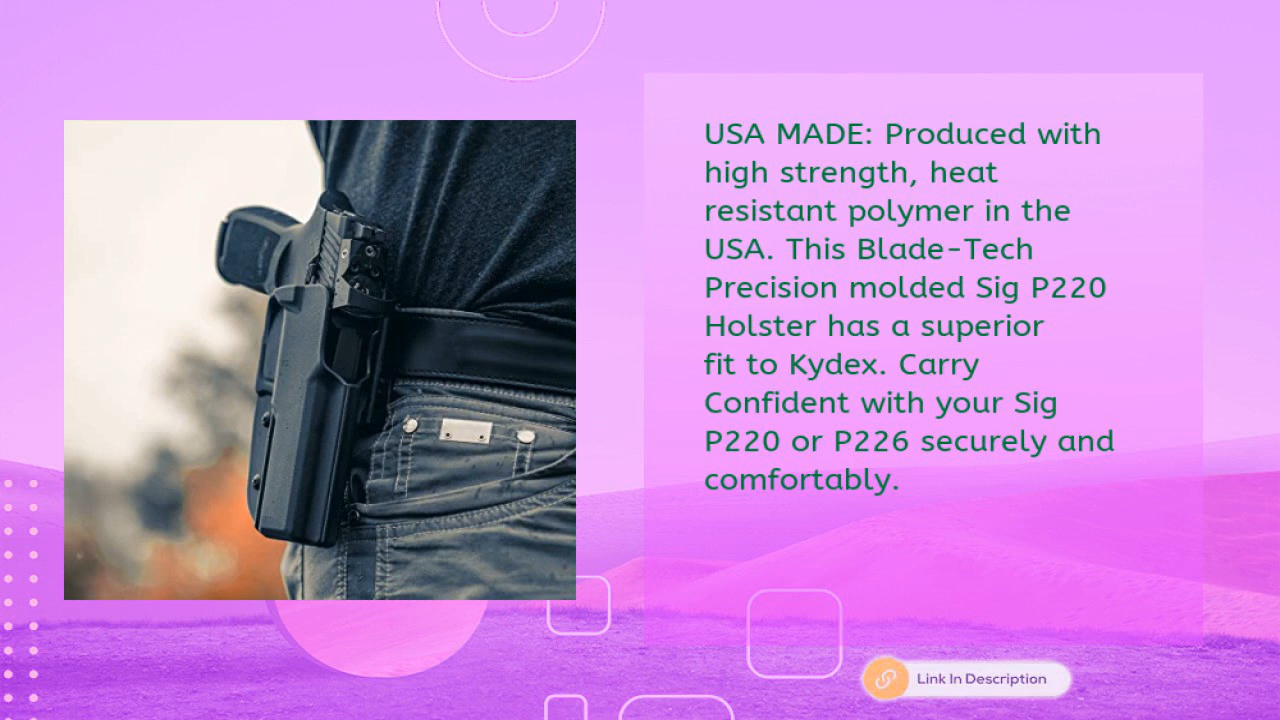 USA MADE: Produced with
high strength, heat
resistant polymer in the
USA. This Blade-Tech
Precision molded Sig P220
Holster has a superior
fit to Kydex. Carry
Confident with your Sig
P220 or P226 securely and
comfortably.
Link In Description